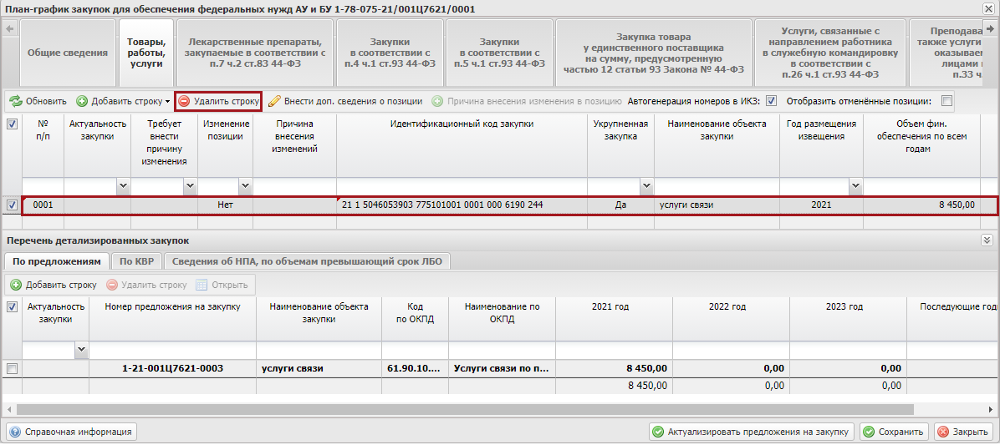 План-график закупок для обеспечения федеральных нужд АУ и БУ 1-78-075-21/001Ц7621/0001
Общие сведения
Товары,
работы,
услуги
Лекарственные препараты,
закупаемые в соответствии с
п.7 ч.2 ст.83 44-ФЗ
Закупки
в соответствии с
п.4 ч.1 ст.93 44-ФЗ
Закупки
в соответствии с
п.5 ч.1 ст.93 44-ФЗ
Закупка товара
у единственного поставщика
на сумму, предусмотренную
частью 12 статьи 93 Закона № 44-ФЗ
Услуги, связанные с
направлением работника
в служебную командировку
в соответствии с
п.26 ч.1 ст.93 44-ФЗ
Преподава
также услуги
оказываем
лицами
п.33 ч.
Обновить
Добавить строку
Удалить строку
Внести доп. сведения о позиции
Причина внесения изменения в позицию
Автогенерация номеров в ИКЗ:
Отобразить отменённые позиции:
№
п/п
Актуальность
закупки
Требует
внести
причину
изменения
Изменение
позиции
Причина
внесения
изменений
Идентификационный код закупки
Укрупненная
закупка
Наименование объекта
закупки
Год размещения
извещения
Объем фин.
обеспечения по всем
годам
0001 Нет 21 1 5046053903 775101001 0001 000 6190 244 Да услуги связи 2021 8 450,00
Перечень детализированных закупок
По предложениям
По КВР
Сведения об НПА, по объемам превышающий срок ЛБО
Добавить строку
Удалить строку
Открыть
Актуальность
закупки
Номер предложения на закупку
Наименование объекта
закупки
Код
по ОКПД
Наименование по
ОКПД
2021 год
2022 год
2023 год
Последующие год
1-21-001Ц7621-0003 услуги связи 61.90.10.... Услуги связи по п... 8 450,00 0,00 0,00
8 450,00 0,00 0,00
Справочная информация
Актуализировать предложения на закупку
Сохранить
Закрыть